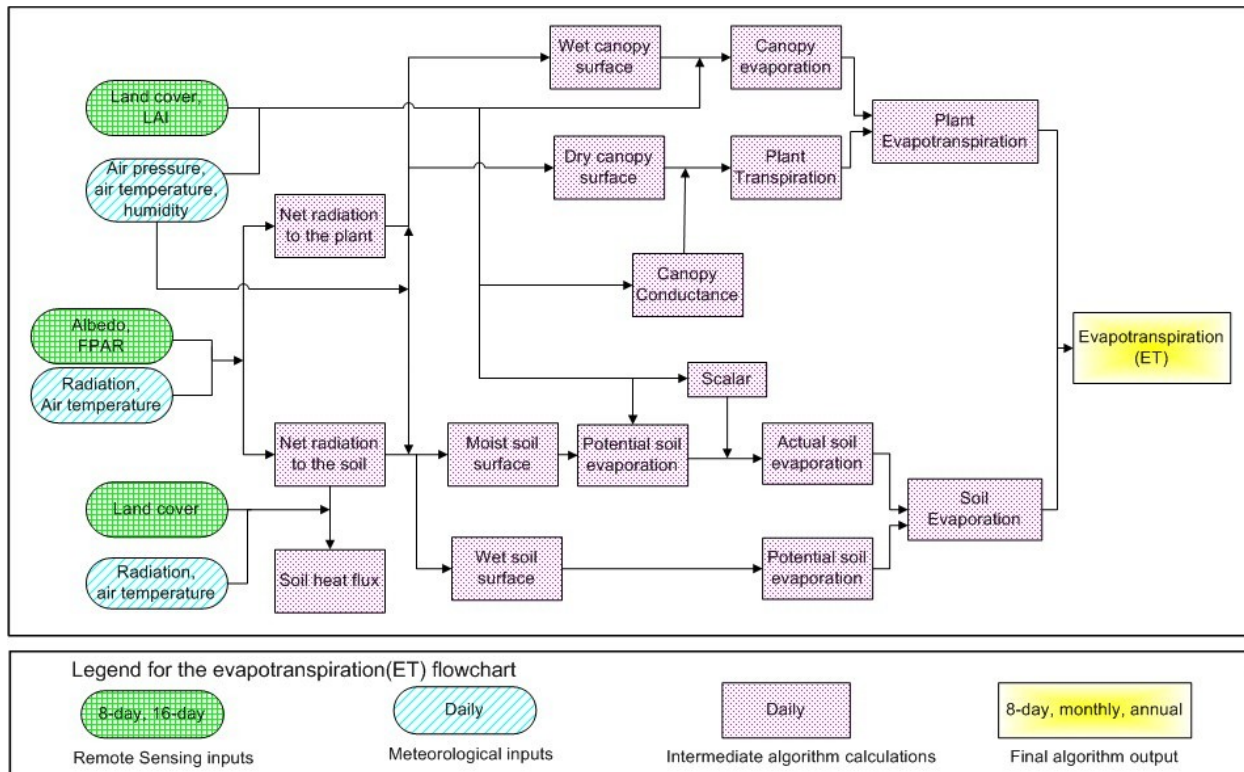 Wet canopy
surface
Canopy
evaporation
Land cover,
LAI
Plant
Evapotranspiration
Air pressure,
air temperature,
humidity
Dry canopy
surface
Plant
Transpiration
Net radiation
to the plant
Canopy
Conductance
Albedo,
FPAR
Evapotranspiration
(ET)
Radiation,
Air temperature
Scalar
Net radiation
to the soil
Moist soil
surface
Potential soil
evaporation
Actual soil
evaporation
Land cover
Soil
Evaporation
Radiation,
air temperature
Soil heat flux
Wet soil
surface
Potential soil
evaporation
Legend for the evapotranspiration(ET) flowchart
8-day, 16-day
Daily
Daily
8-day, monthly, annual
Remote Sensing inputs
Meteorological inputs
Intermediate algorithm calculations
Final algorithm output